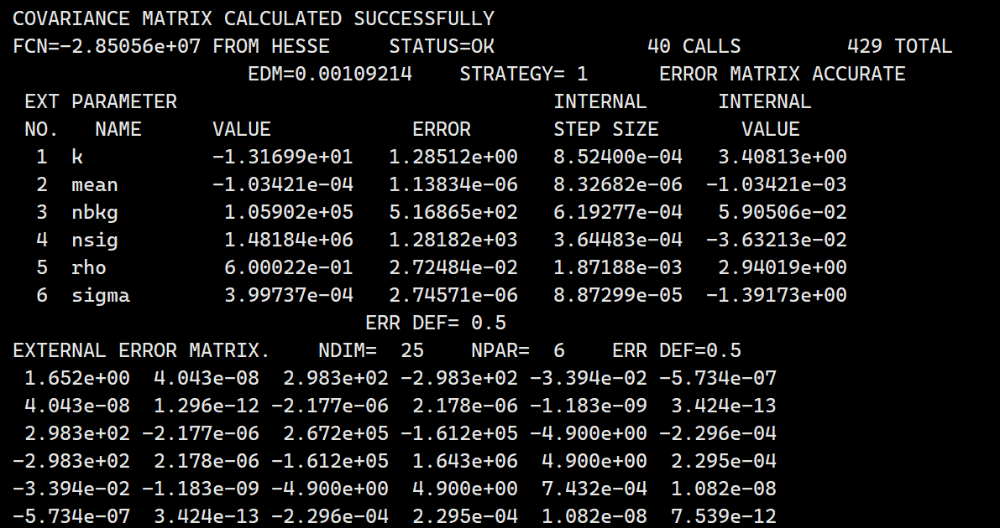 COVARIANCE MATRIX CALCULATED SUCCESSFULLY
FCN=-2.85056e+07 FROM HESSE     STATUS=OK             40 CALLS         429 TOTAL
                    EDM=0.00109214    STRATEGY= 1      ERROR MATRIX ACCURATE
 EXT PARAMETER                                INTERNAL      INTERNAL
 NO.   NAME      VALUE            ERROR       STEP SIZE       VALUE
  1  k           -1.31699e+01   1.28512e+00   8.52400e-04   3.40813e+00
  2  mean        -1.03421e-04   1.13834e-06   8.32682e-06  -1.03421e-03
  3  nbkg         1.05902e+05   5.16865e+02   6.19277e-04   5.90506e-02
  4  nsig         1.48184e+06   1.28182e+03   3.64483e-04  -3.63213e-02
  5  rho          6.00022e-01   2.72484e-02   1.87188e-03   2.94019e+00
  6  sigma        3.99737e-04   2.74571e-06   8.87299e-05  -1.39173e+00
                              ERR DEF= 0.5
EXTERNAL ERROR MATRIX.    NDIM=  25    NPAR=  6    ERR DEF=0.5
 1.652e+00  4.043e-08  2.983e+02 -2.983e+02 -3.394e-02 -5.734e-07
 4.043e-08  1.296e-12 -2.177e-06  2.178e-06 -1.183e-09  3.424e-13
 2.983e+02 -2.177e-06  2.672e+05 -1.612e+05 -4.900e+00 -2.296e-04
-2.983e+02  2.178e-06 -1.612e+05  1.643e+06  4.900e+00  2.295e-04
-3.394e-02 -1.183e-09 -4.900e+00  4.900e+00  7.432e-04  1.082e-08
-5.734e-07  3.424e-13 -2.296e-04  2.295e-04  1.082e-08  7.539e-12